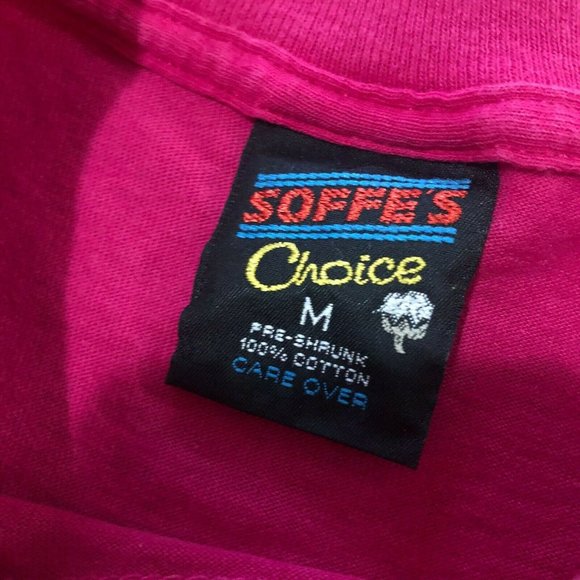 SOFFE'S
Choice
M
PRE-SHRUNK
100% COTTON
CARE OVER